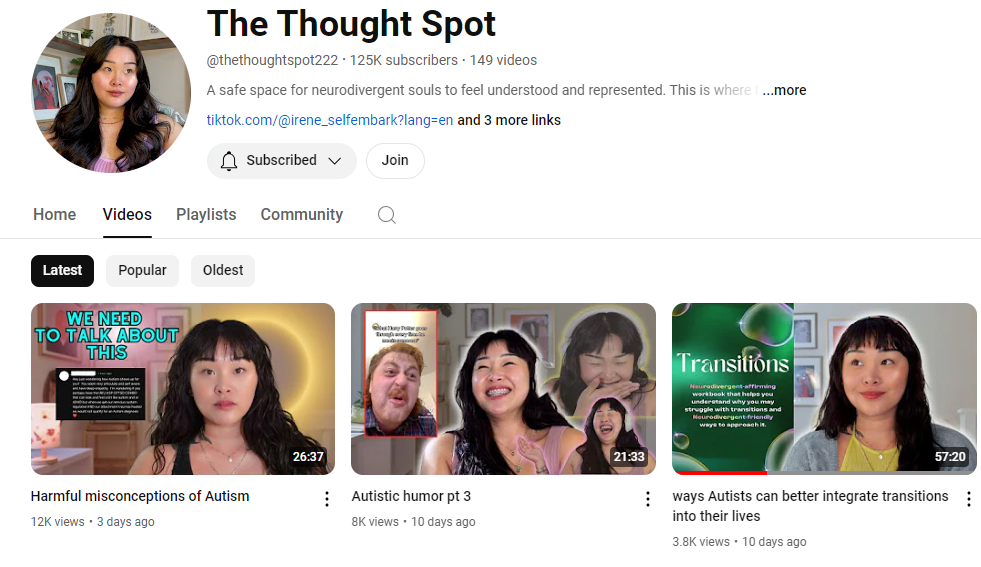 The Thought Spot
@thethoughtspot222 • 125K subscribers • 149 videos
A safe space for neurodivergent souls to feel understood and represented. This is where ...more
tiktok.com/@irene_selfembark?lang=en and 3 more links
Subscribed
Join
Home
Videos
Playlists
Community
Latest
Popular
Oldest
WE NEED
TO TALK ABOUT
THIS
26:37
Harmful misconceptions of Autism
12K views • 3 days ago
21:33
Autistic humor pt 3
8K views • 10 days ago
Transitions
Neurodivergent-affirming
workbook that helps you
understand why you may
struggle with transitions and
Neurodivergent-friendly
ways to approach it.
57:20
ways Autists can better integrate transitions
into their lives
3.8K views • 10 days ago